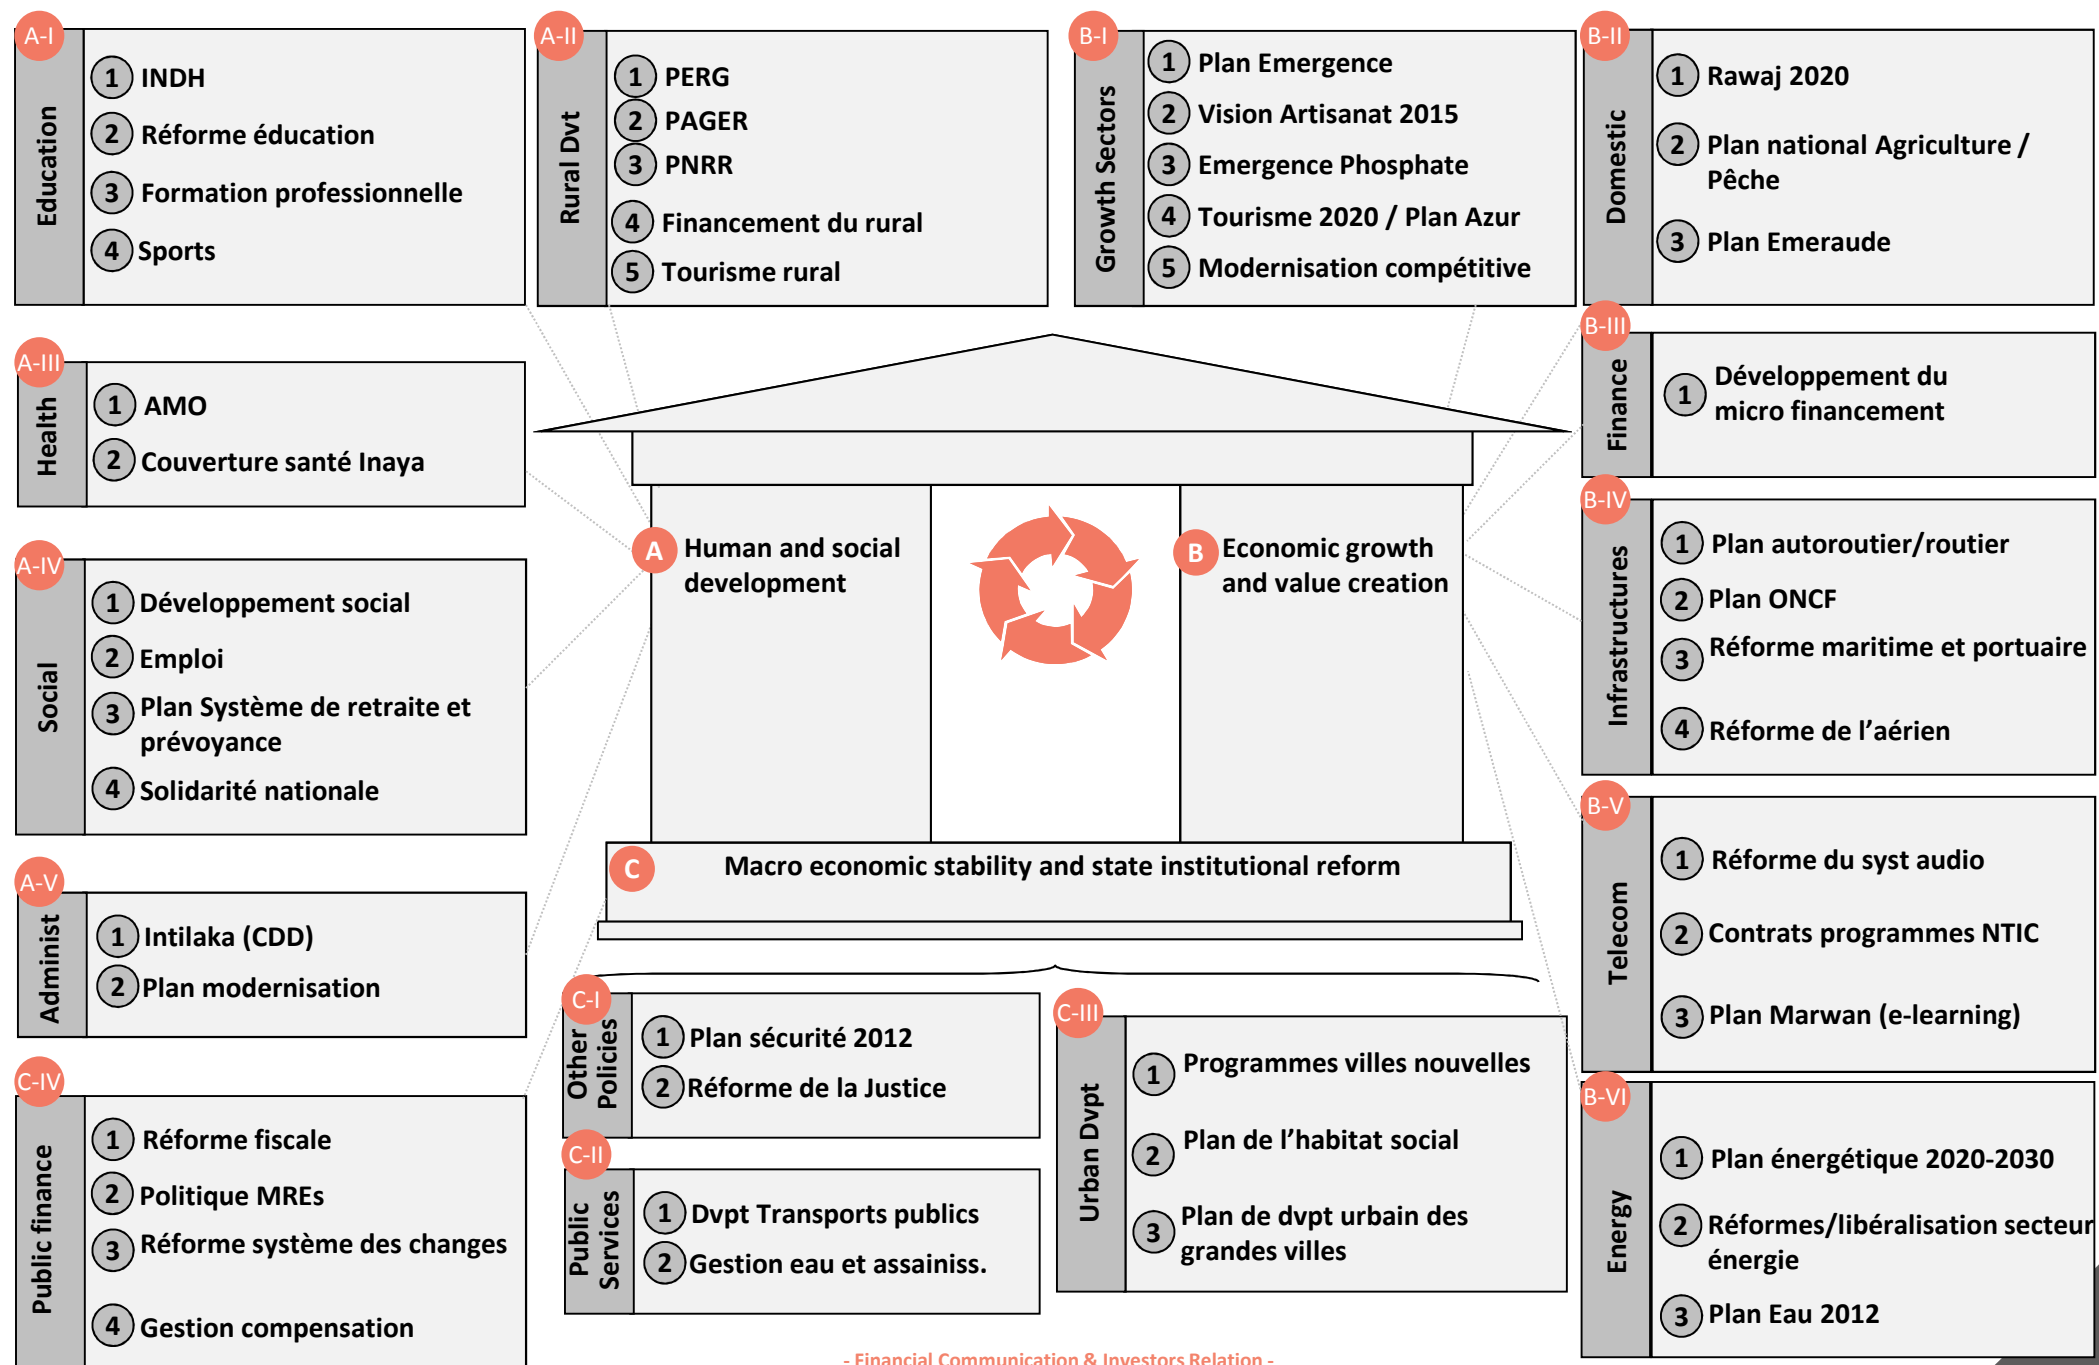 A-I
Education
1 INDH
2 Réforme éducation
3 Formation professionnelle
4 Sports
A-II
Rural Dvt
1 PERG
2 PAGER
3 PNRR
4 Financement du rural
5 Tourisme rural
B-I
Growth Sectors
1 Plan Emergence
2 Vision Artisanat 2015
3 Emergence Phosphate
4 Tourisme 2020 / Plan Azur
5 Modernisation compétitive
B-II
Domestic
1 Rawaj 2020
2 Plan national Agriculture /
Pêche
3 Plan Emeraude
A-III
Health
1 AMO
2 Couverture santé Inaya
B-III
Finance
1 Développement du
micro financement
A-IV
Social
1 Développement social
2 Emploi
3 Plan Système de retraite et
prévoyance
4 Solidarité nationale
A Human and social
development
B Economic growth
and value creation
C Macro economic stability and state institutional reform
B-IV
Infrastructures
1 Plan autoroutier/routier
2 Plan ONCF
3 Réforme maritime et portuaire
4 Réforme de l’aérien
A-V
Administ
1 Intilaka (CDD)
2 Plan modernisation
B-V
Telecom
1 Réforme du syst audio
2 Contrats programmes NTIC
3 Plan Marwan (e-learning)
C-IV
Public finance
1 Réforme fiscale
2 Politique MREs
3 Réforme système des changes
4 Gestion compensation
C-I
Other
Policies
1 Plan sécurité 2012
2 Réforme de la Justice
C-II
Public
Services
1 Dvpt Transports publics
2 Gestion eau et assainiss.
C-III
Urban Dvpt
1 Programmes villes nouvelles
2 Plan de l’habitat social
3 Plan de dvpt urbain des
grandes villes
B-VI
Energy
1 Plan énergétique 2020-2030
2 Réformes/libéralisation secteur
énergie
3 Plan Eau 2012
- Financial Communication & Investors Relation -